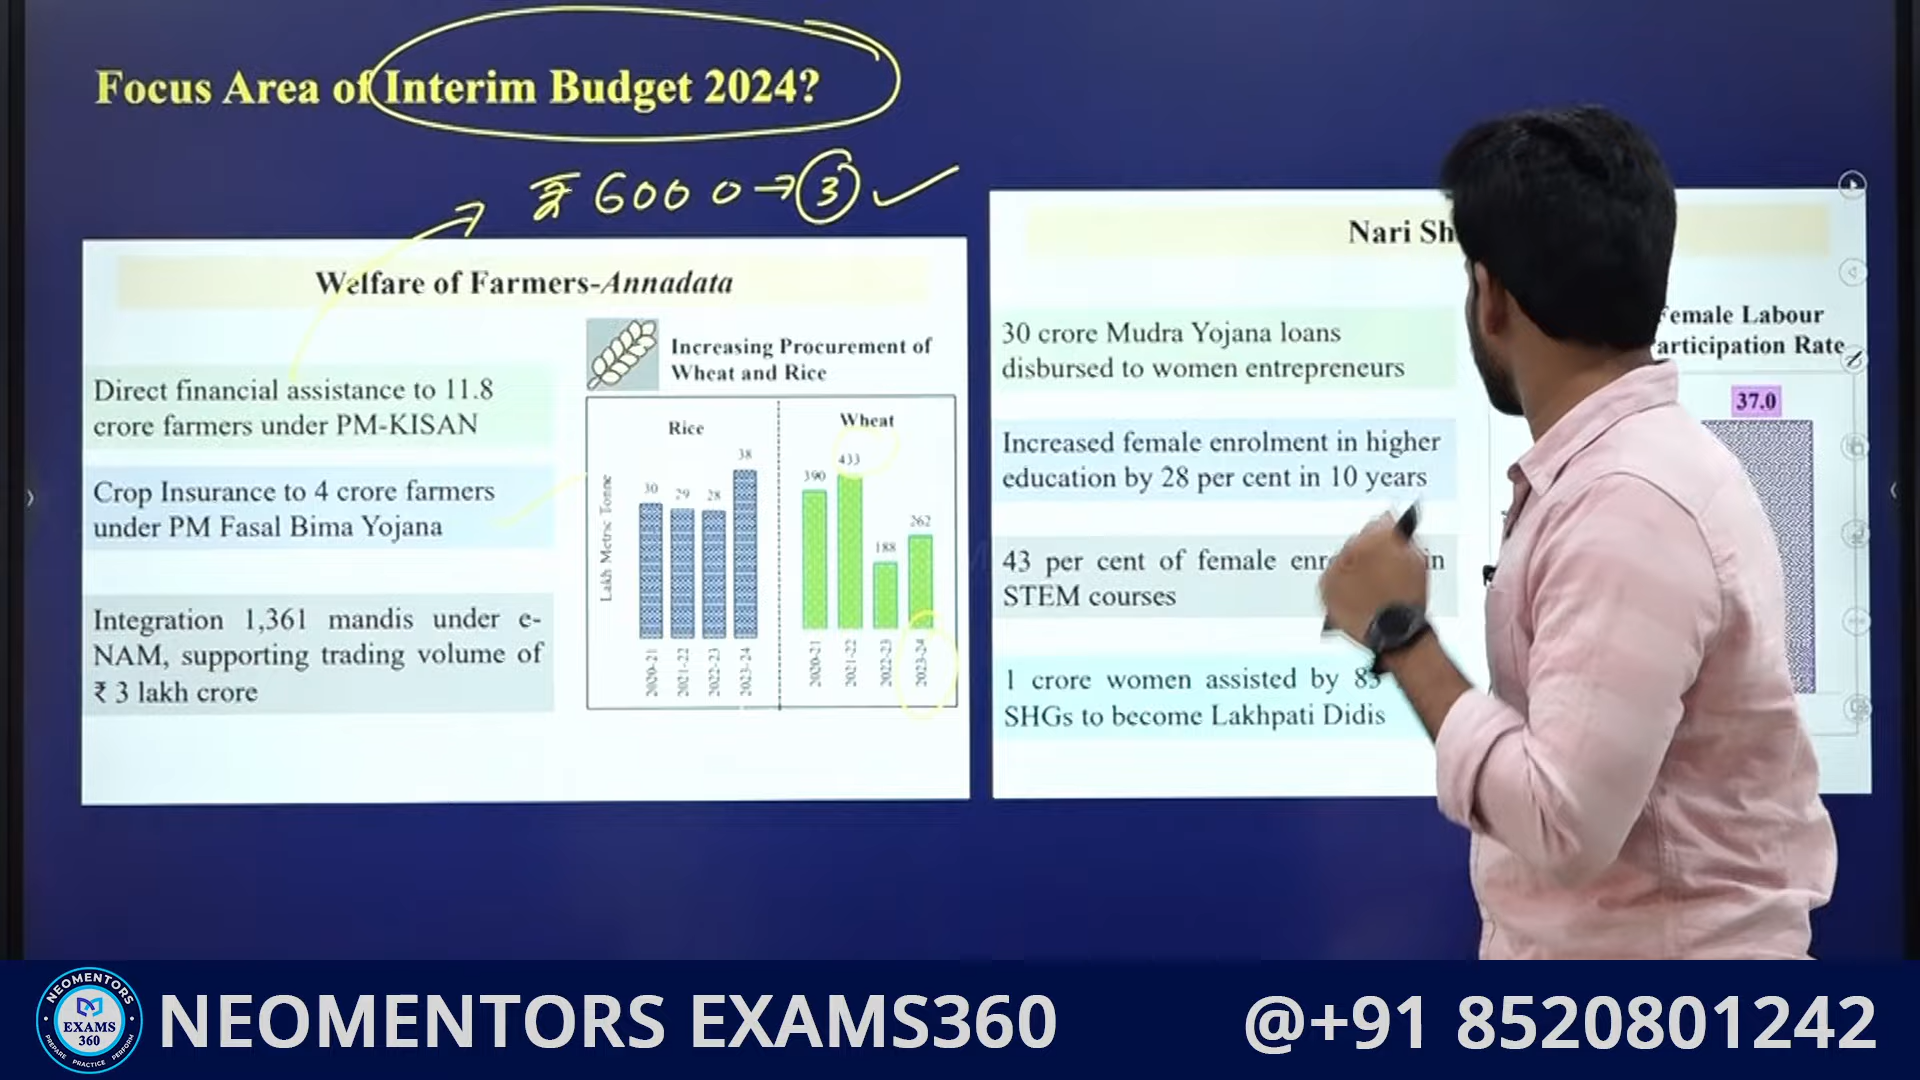 Focus Area of Interim Budget 2024?
₹ 6000 → 3
Welfare of Farmers-Annadata
Direct financial assistance to 11.8
crore farmers under PM-KISAN
Crop Insurance to 4 crore farmers
under PM Fasal Bima Yojana
Integration 1,361 mandis under e-
NAM, supporting trading volume of
₹ 3 lakh crore
Increasing Procurement of
Wheat and Rice
Lakh Metric Tonne
Rice
30
29
28
38
2020-21
2021-22
2022-23
2023-24
Wheat
390
433
188
262
2020-21
2021-22
2022-23
2023-24
Nari
30 crore Mudra Yojana loans
disbursed to women entrepreneurs
Increased female enrolment in higher
education by 28 per cent in 10 years
43 per cent of female in
STEM courses
1 crore women assisted by
SHGs to become Lakhpati Didis
Labour
Rate
37.0
NEOMENTORS
EXAMS
360
PREPARE PRACTICE PERFORM
NEOMENTORS EXAMS360
@+91 8520801242